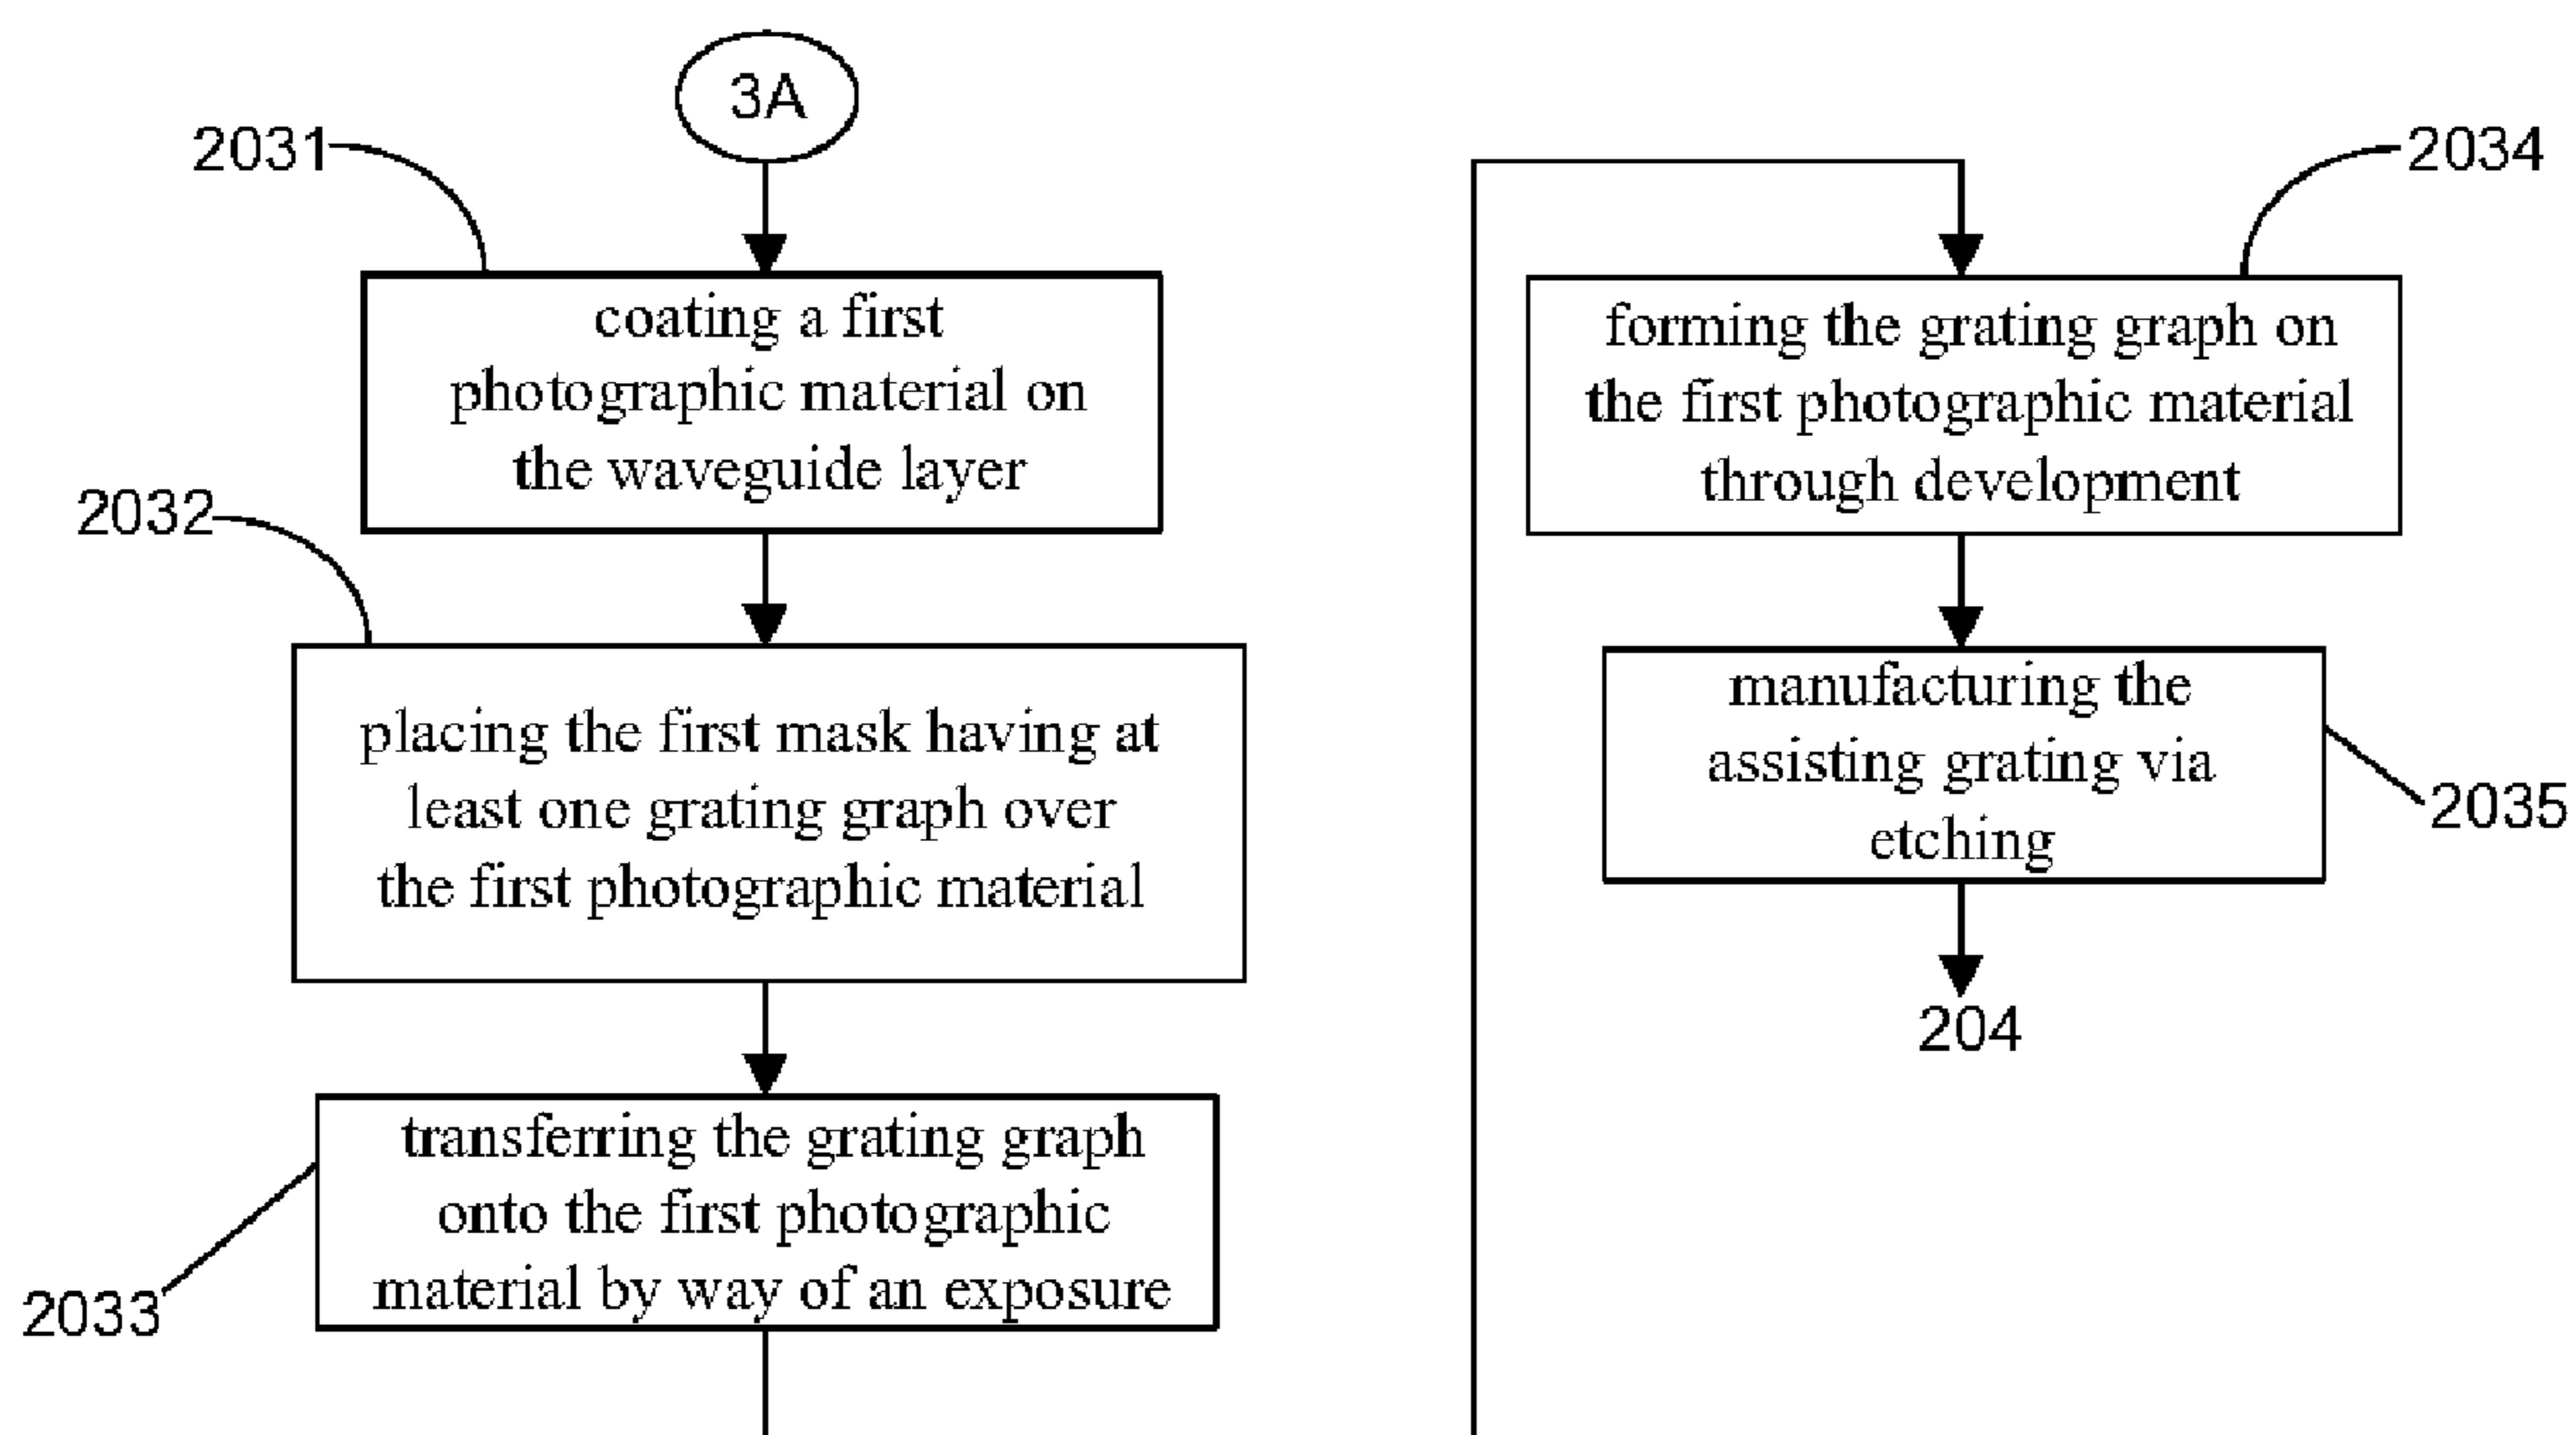 3A
2031
coating a first
photographic material on
the waveguide layer
2032
placing the first mask having at
least one grating graph over
the first photographic material
2033
transferring the grating graph
onto the first photographic
material by way of an exposure
2034
forming the grating graph on
the first photographic material
through development
2035
manufacturing the
assisting grating via
etching
204